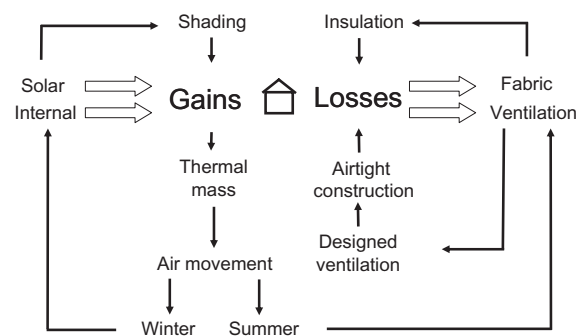 Shading
Insulation
Solar
Internal
Gains
Losses
Fabric
Ventilation
Thermal
mass
Airtight
construction
Air movement
Designed
ventilation
Winter
Summer